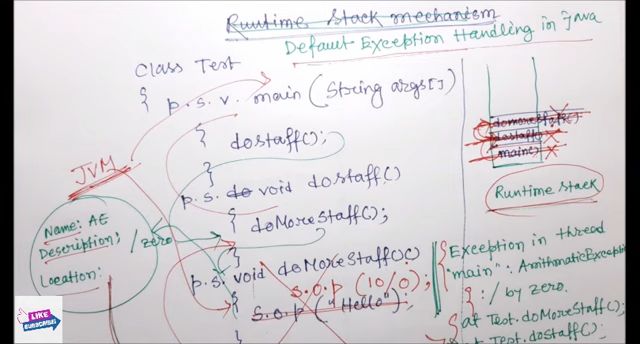 Runtime Stack mechanism
Default Exception Handling in Java
Class Test
{ p.s.v. main (String args[])
{ dostaff();
}
p.s. do void dostaff()
{ doMoreStaff();
}
p.s. void doMoreStaff()
{ S.O.P (10/0);
S.O.P ("Hello");
{
JVM
Name: AE
Description: / zero
Location:
domorestaff()
dostaff()
main()
Runtime Stack
{ Exception in thread
"main": ArithmaticExceptio
} : / by zero.
{ at Test.doMoreStaff();
at Test.dostaff();
LIKE
SUBSCRIBE